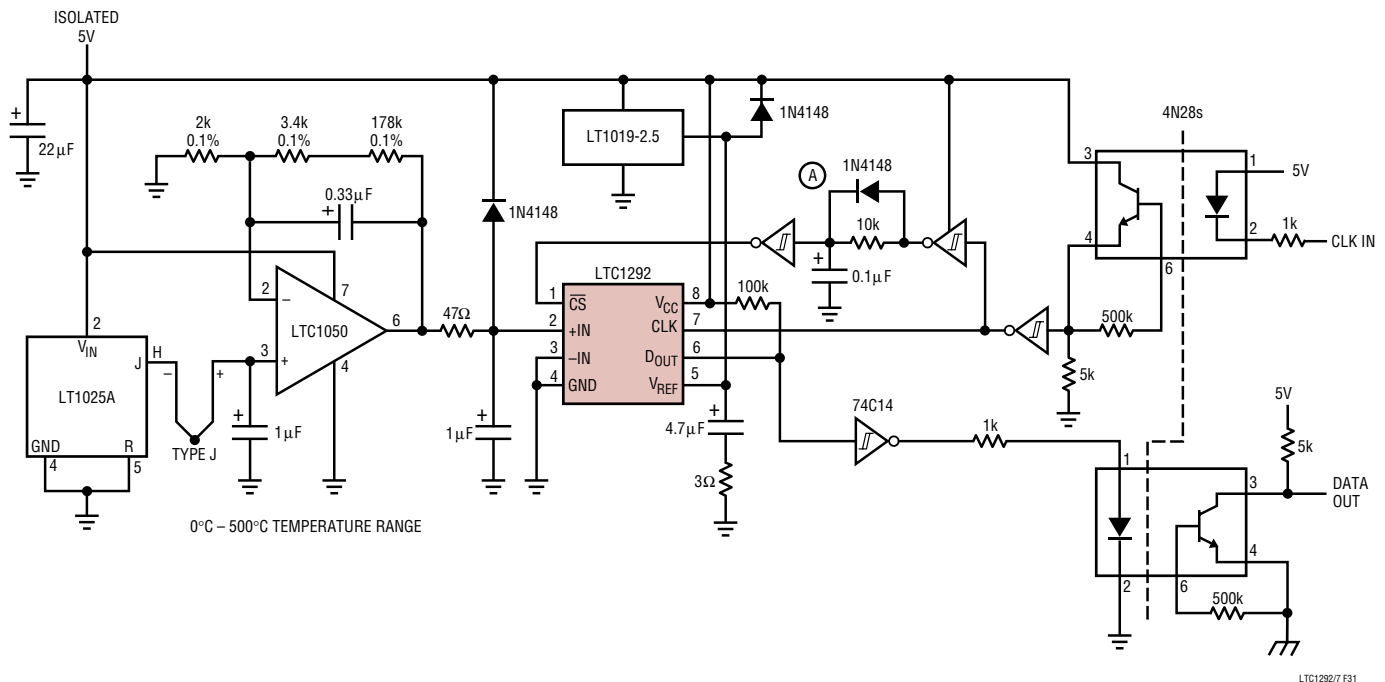 ISOLATED
5V
22µF
+
2k
0.1%
3.4k
0.1%
178k
0.1%
0.33µF
+
2
–
3
+
7
6
4
LTC1050
2
VIN
J
H
–
+
LT1025A
GND
R
4
5
TYPE J
+
1µF
0°C – 500°C TEMPERATURE RANGE
47Ω
1N4148
+
1µF
LT1019-2.5
1N4148
LTC1292
1
CS
2
+IN
3
–IN
4
GND
VCC
8
CLK
7
DOUT
6
VREF
5
100k
+
4.7µF
3Ω
A
1N4148
10k
+
0.1µF
74C14
1k
4N28s
3
4
6
1
2
5V
1k
CLK IN
500k
5k
1
2
3
4
6
5V
5k
DATA
OUT
500k
LTC1292/7 F31